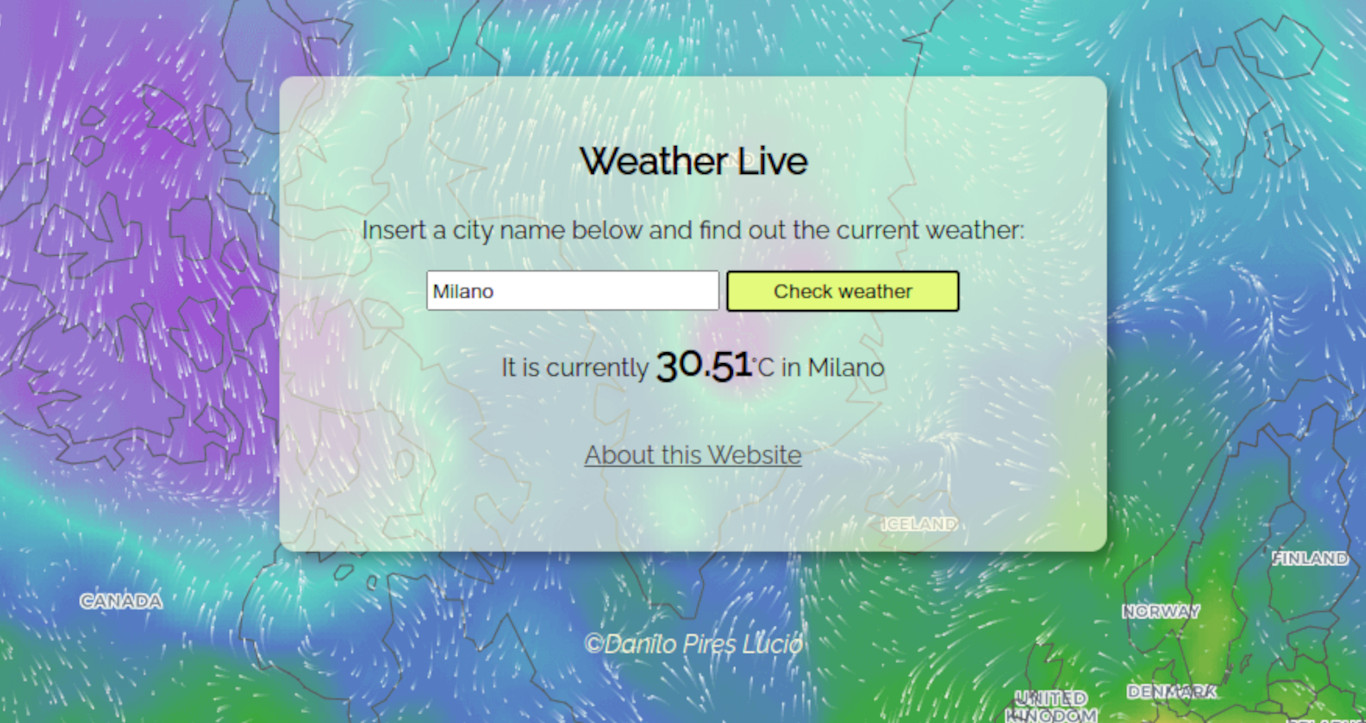 Weather Live
Insert a city name below and find out the current weather:
Milano
Check weather
It is currently 30.51°C in Milano
About this Website
ICELAND
FINLAND
CANADA
NORWAY
©Danilo Pires Lucio
DENMARK
UNITED
KINGDOM